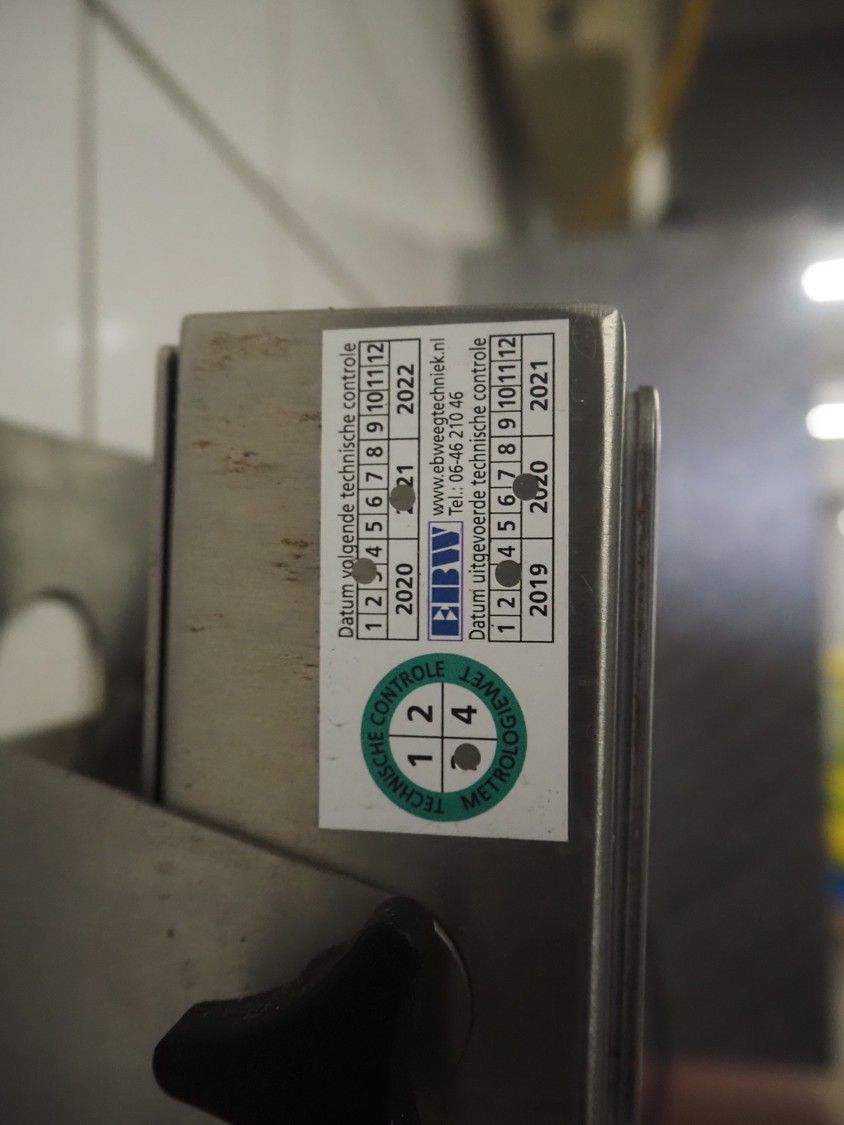 Datum volgende technische controle
1 2 3 4 5 6 7 8 9 10 11 12
2020 2021 2022
EBW www.ebweegtechniek.nl
Tel.: 06-46 210 46
Datum uitgevoerde technische controle
1 2 4 5 6 7 8 9 10 11 12
2019 2020 2021
TECHNISCHE CONTROLE
METROLOGIEWET
1 2
4